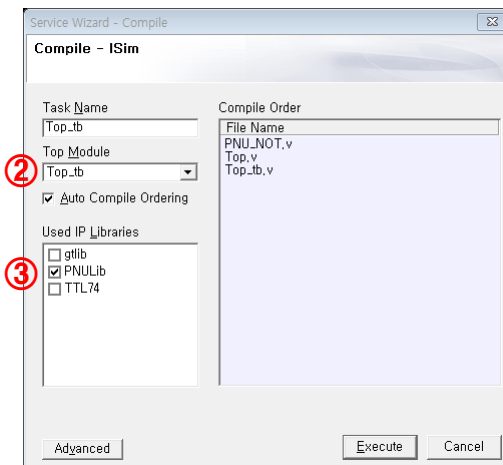 Service Wizard - Compile
Compile - ISim
Task Name
Top_tb
Top Module
② Top_tb
Auto Compile Ordering
Used IP Libraries
③
gtlib
PNULib
TTL74
Compile Order
File Name
PNU_NOT.v
Top.v
Top_tb.v
Advanced
Execute
Cancel